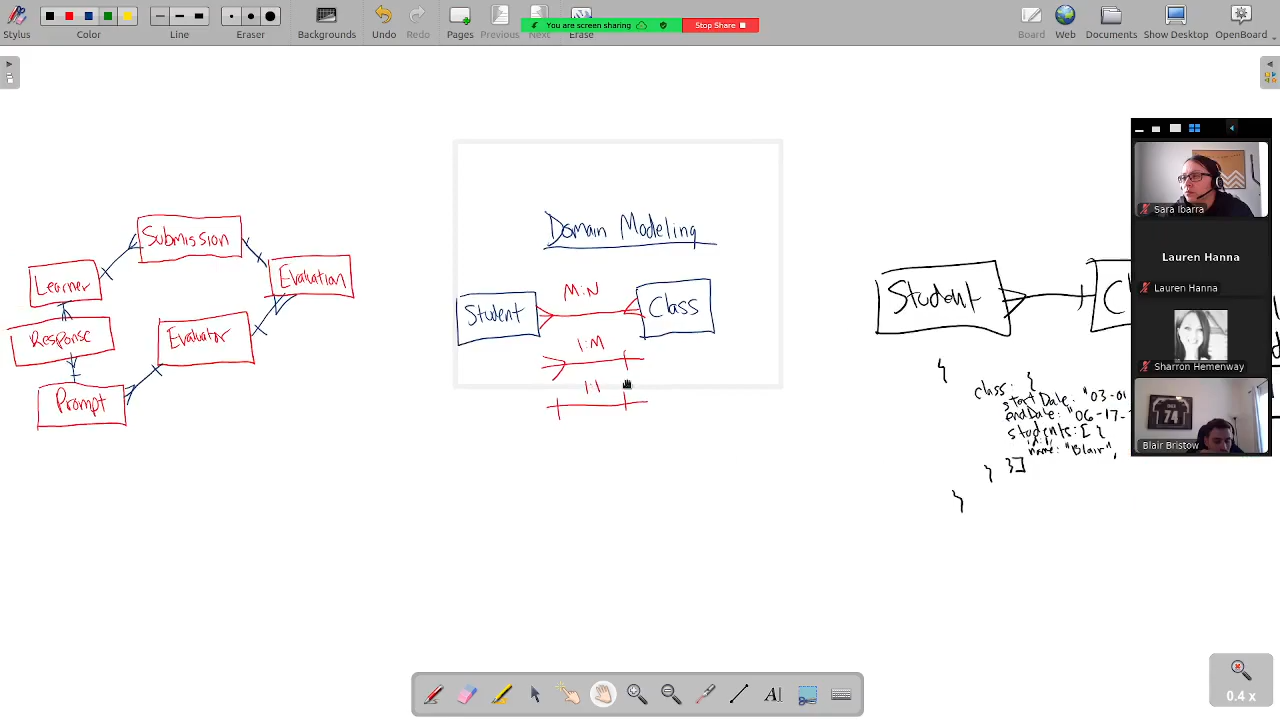 Stylus
Color
Line
Eraser
Backgrounds
Undo
Redo
Pages
Previous
Next
Erase
You are screen sharing
Stop Share
Board
Web
Documents
Show Desktop
OpenBoard
Submission
Learner
Evaluation
Response
Evaluator
Prompt
Domain Modeling
M:N
Student
Class
1:M
1:1
Student
Cl
{
class: {
startDate: "03-01
endDate: "06-17-
students: [ {
name: "Blair",
} }]
}
Sara Ibarra
Lauren Hanna
Lauren Hanna
Sharron Hemenway
74
Blair Bristow
0.4 x